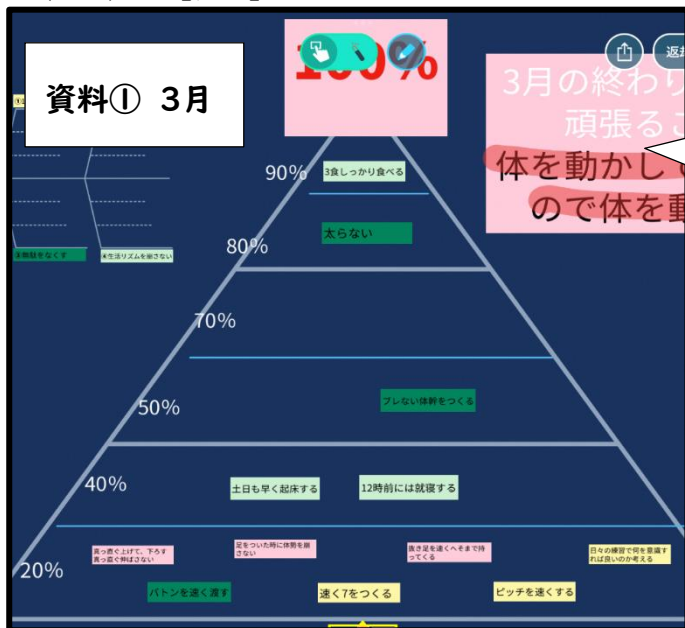 資料① 3月
100%
返却
3月の終わり
頑張るこ
体を動かして
ので体を動
90%
3食しっかり食べる
太らない
80%
③無駄をなくす
④生活リズムを崩さない
70%
50%
ブレない体幹をつくる
40%
土日も早く起床する
12時前には就寝する
真っ直ぐ上げて、下ろす
真っ直ぐ伸ばさない
足をついた時に体勢を崩
さない
抜き足を速くへそまで持
ってくる
日々の練習で何を意識す
れば良いのか考える
20%
バトンを速く渡す
速く7をつくる
ピッチを速くする